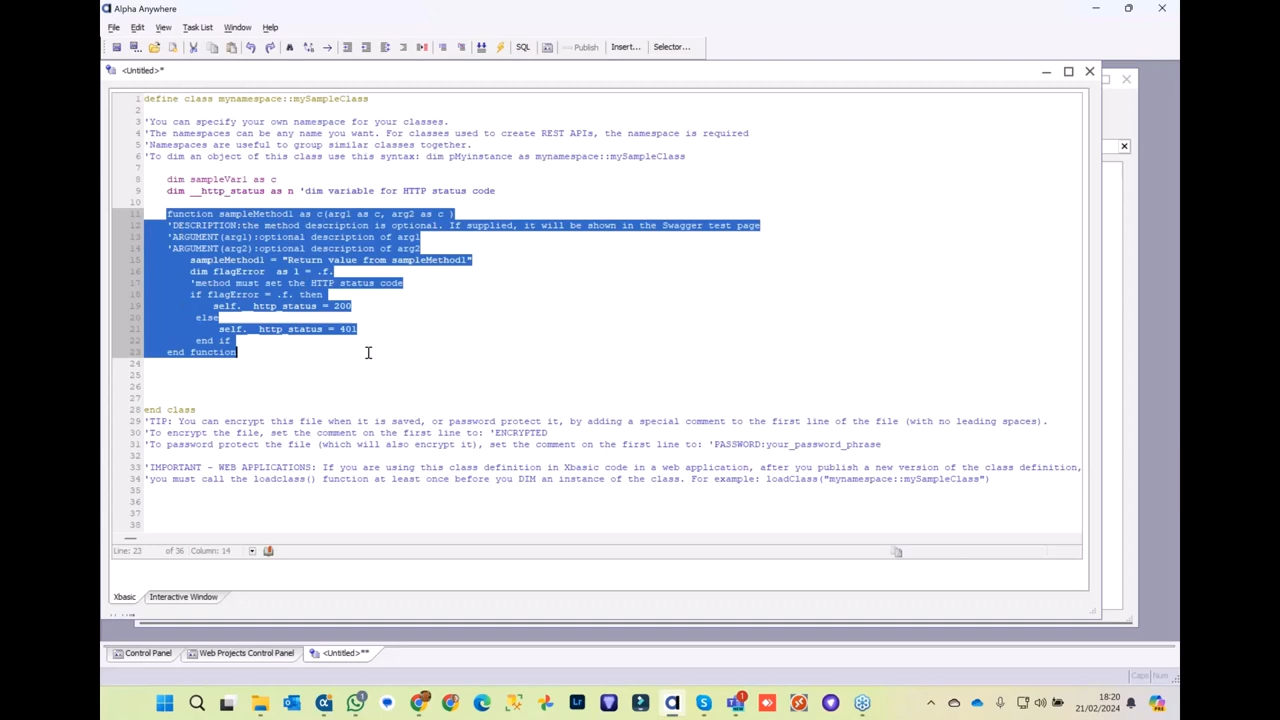 Alpha Anywhere
File Edit View Task List Window Help
SQL Publish Insert... Selector...
<Untitled>*
1 define class mynamespace::mySampleClass
2
3 'You can specify your own namespace for your classes.
4 'The namespaces can be any name you want. For classes used to create REST APIs, the namespace is required
5 'Namespaces are useful to group similar classes together.
6 'To dim an object of this class use this syntax: dim pMyinstance as mynamespace::mySampleClass
7
8 dim sampleVar1 as c
9 dim __http_status as n 'dim variable for HTTP status code
10
11 function sampleMethod1 as c(arg1 as c, arg2 as c )
12 'DESCRIPTION:the method description is optional. If supplied, it will be shown in the Swagger test page
13 'ARGUMENT(arg1):optional description of arg1
14 'ARGUMENT(arg2):optional description of arg2
15 sampleMethod1 = "Return value from sampleMethod1"
16 dim flagError as l = .f.
17 'method must set the HTTP status code
18 if flagError = .f. then
19 self.__http_status = 200
20 else
21 self.__http_status = 401
22 end if
23 end function
24
25
26
27
28 end class
29 'TIP: You can encrypt this file when it is saved, or password protect it, by adding a special comment to the first line of the file (with no leading spaces).
30 'To encrypt the file, set the comment on the first line to: 'ENCRYPTED
31 'To password protect the file (which will also encrypt it), set the comment on the first line to: 'PASSWORD:your_password_phrase
32
33 'IMPORTANT - WEB APPLICATIONS: If you are using this class definition in Xbasic code in a web application, after you publish a new version of the class definition,
34 'you must call the loadclass() function at least once before you DIM an instance of the class. For example: loadClass("mynamespace::mySampleClass")
35
36
37
38
Line: 23 of 36 Column: 14
Xbasic Interactive Window
Control Panel Web Projects Control Panel <Untitled>**
Caps Num
18:20
21/02/2024